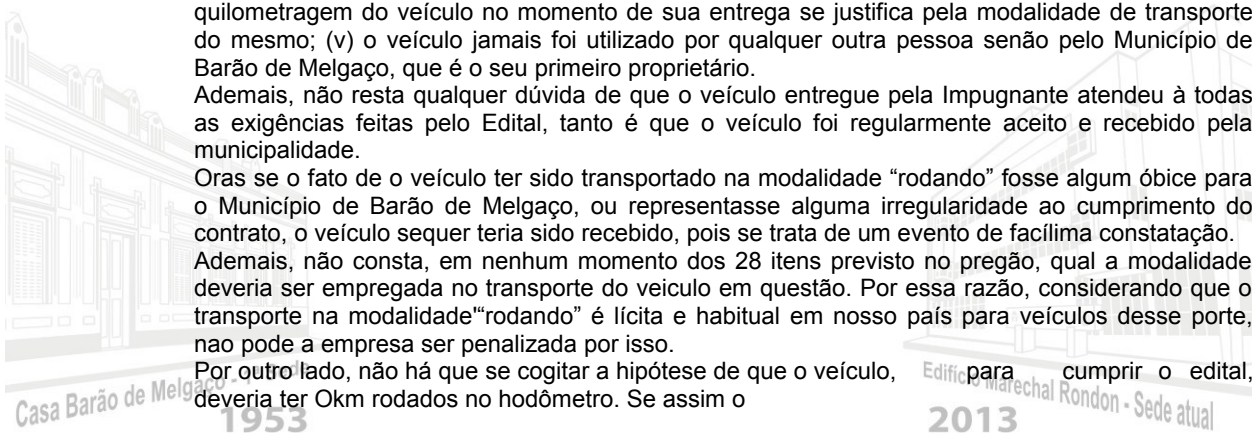 quilometragem do veículo no momento de sua entrega se justifica pela modalidade de transporte
do mesmo; (v) o veículo jamais foi utilizado por qualquer outra pessoa senão pelo Município de
Barão de Melgaço, que é o seu primeiro proprietário.
Ademais, não resta qualquer dúvida de que o veículo entregue pela Impugnante atendeu à todas
as exigências feitas pelo Edital, tanto é que o veículo foi regularmente aceito e recebido pela
municipalidade.
Oras se o fato de o veículo ter sido transportado na modalidade “rodando” fosse algum óbice para
o Município de Barão de Melgaço, ou representasse alguma irregularidade ao cumprimento do
contrato, o veículo sequer teria sido recebido, pois se trata de um evento de facílima constatação.
Ademais, não consta, em nenhum momento dos 28 itens previsto no pregão, qual a modalidade
deveria ser empregada no transporte do veiculo em questão. Por essa razão, considerando que o
transporte na modalidade'“rodando” é lícita e habitual em nosso país para veículos desse porte,
nao pode a empresa ser penalizada por isso.
Por outro lado, não há que se cogitar a hipótese de que o veículo, para cumprir o edital,
deveria ter Okm rodados no hodômetro. Se assim o
Casa Barão de Melgaço -
1953
Edifício Marechal Rondon - Sede atual
2013